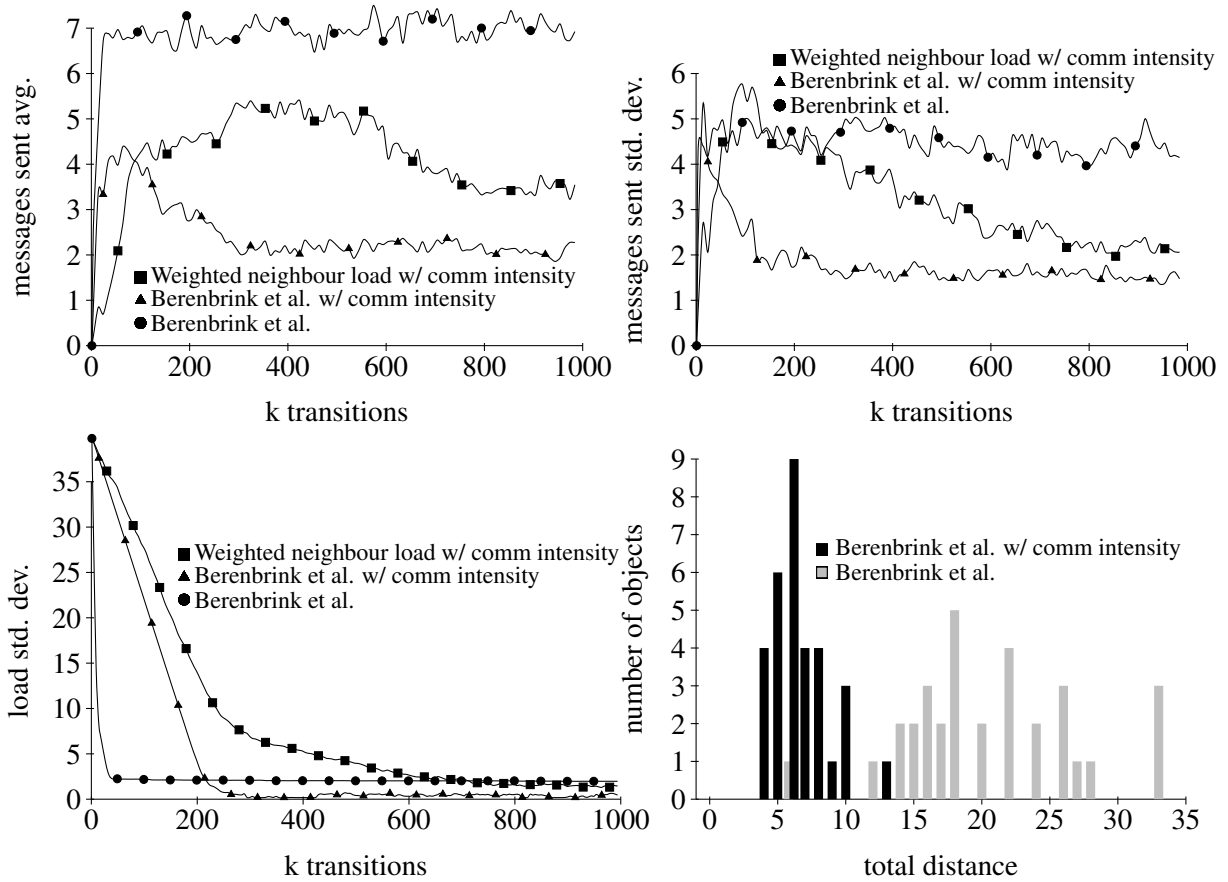 messages sent avg.
7
6
5
4
3
2
1
0
Weighted neighbour load w/ comm intensity
Berenbrink et al. w/ comm intensity
Berenbrink et al.
0 200 400 600 800 1000
k transitions
messages sent std. dev.
6
5
4
3
2
1
0
Weighted neighbour load w/ comm intensity
Berenbrink et al. w/ comm intensity
Berenbrink et al.
0 200 400 600 800 1000
k transitions
load std. dev.
35
30
25
20
15
10
5
0
Weighted neighbour load w/ comm intensity
Berenbrink et al. w/ comm intensity
Berenbrink et al.
0 200 400 600 800 1000
k transitions
number of objects
9
8
7
6
5
4
3
2
1
0
Berenbrink et al. w/ comm intensity
Berenbrink et al.
0 5 10 15 20 25 30 35
total distance